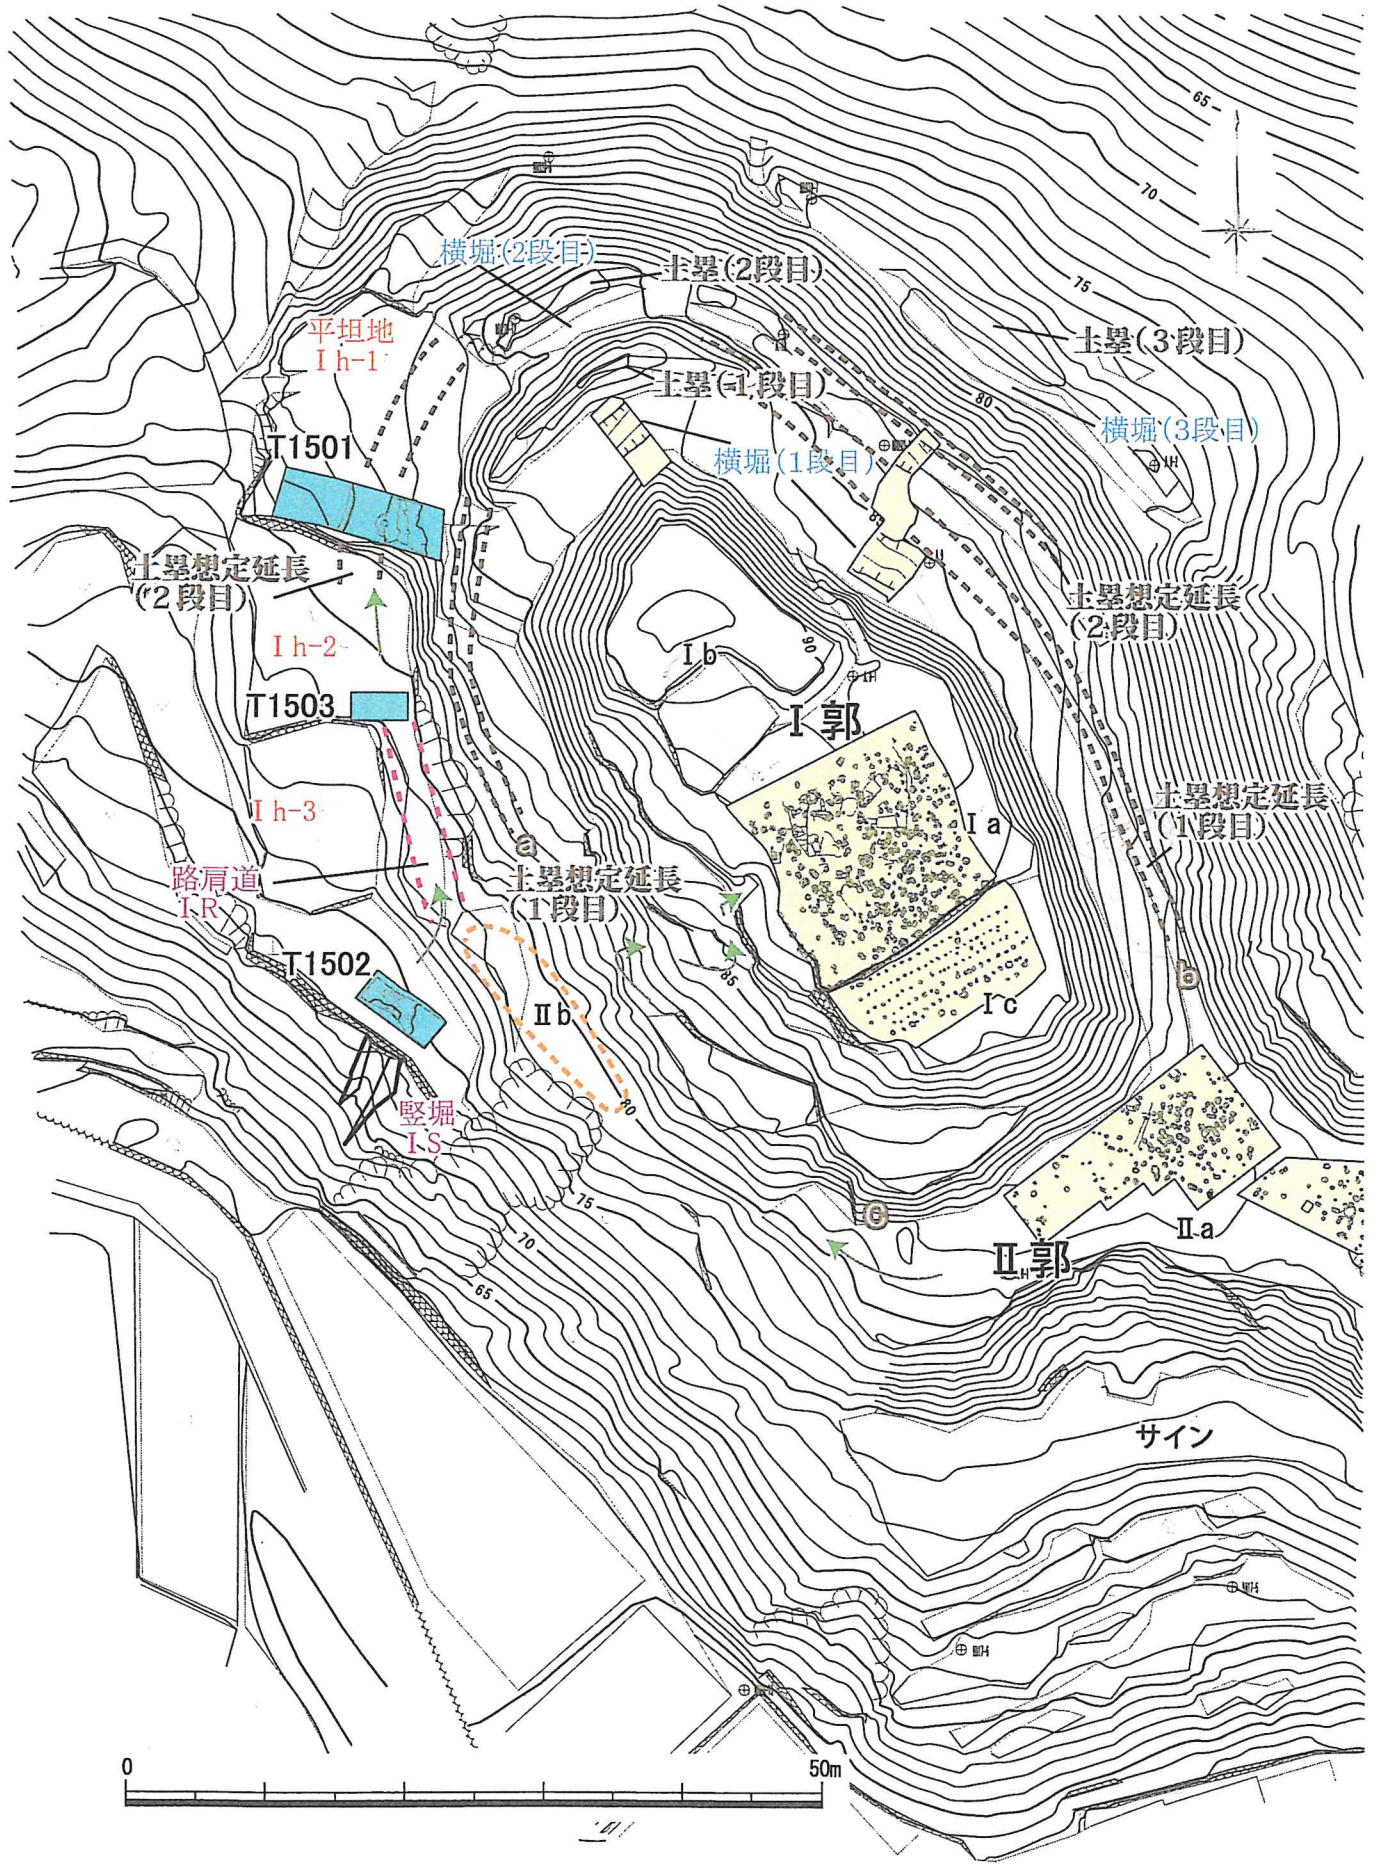 65
70
75
横堀(2段目)
土塁(2段目)
平坦地
Ⅰh-1
土塁(3段目)
土塁(1段目)
80
横堀(3段目)
T1501
横堀(1段目)
85
土塁想定延長
(2段目)
土塁想定延長
(2段目)
Ⅰh-2
Ⅰb
90
T1503
Ⅰ郭
土塁想定延長
(1段目)
Ⅰh-3
Ⅰa
a
路肩道
ⅠR
土塁想定延長
(1段目)
T1502
85
b
Ⅱb
Ⅰc
80
竪堀
ⅠS
75
c
70
Ⅱa
Ⅱ郭
65
サイン
0
50m